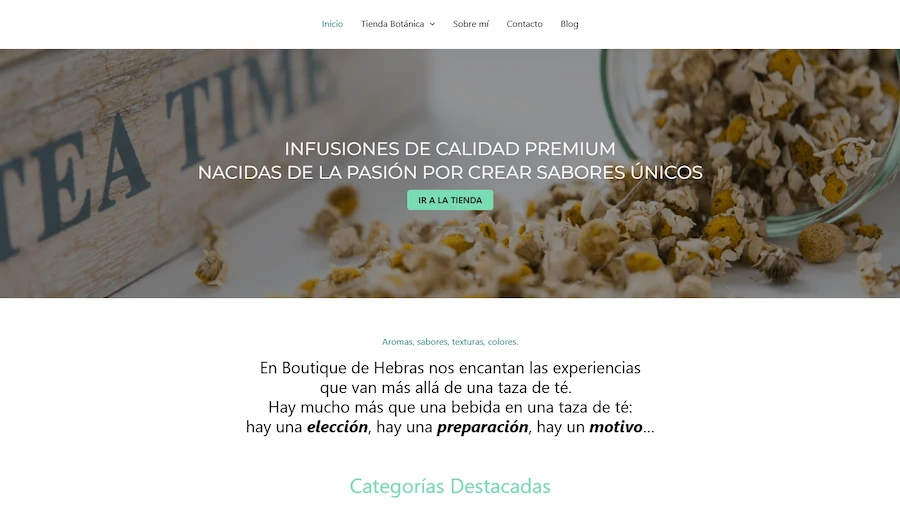 Inicio
Tienda Botánica
Sobre mí
Contacto
Blog
TEA TIME
INFUSIONES DE CALIDAD PREMIUM
NACIDAS DE LA PASIÓN POR CREAR SABORES ÚNICOS
IR A LA TIENDA
Aromas, sabores, texturas, colores.
En Boutique de Hebras nos encantan las experiencias
que van más allá de una taza de té.
Hay mucho más que una bebida en una taza de té:
hay una elección, hay una preparación, hay un motivo...
Categorías Destacadas